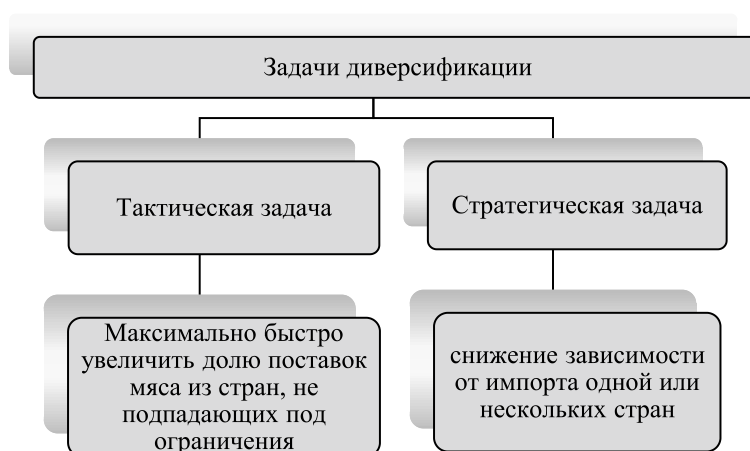 Задачи диверсификации
Тактическая задача
Стратегическая задача
Максимально быстро
увеличить долю поставок
мяса из стран, не
подпадающих под
ограничения
снижение зависимости
от импорта одной или
нескольких стран